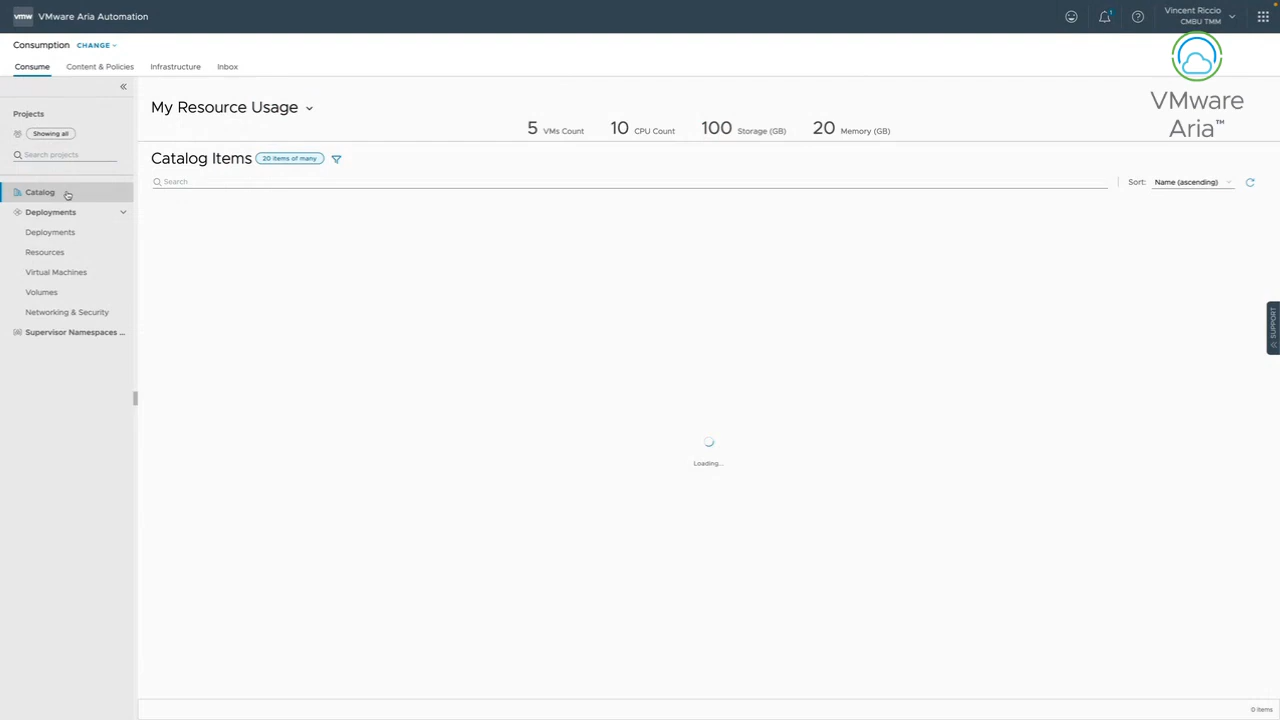 vmw VMware Aria Automation
1
Vincent Riccio
CMBU TMM
Consumption CHANGE
Consume Content & Policies Infrastructure Inbox
VMware
Aria™
Projects
Showing all
Search projects
Catalog
Deployments
Deployments
Resources
Virtual Machines
Volumes
Networking & Security
Supervisor Namespaces ...
My Resource Usage
5 VMs Count 10 CPU Count 100 Storage (GB) 20 Memory (GB)
Catalog Items 20 items of many
Search
Sort: Name (ascending)
Loading...
SUPPORT
0 items